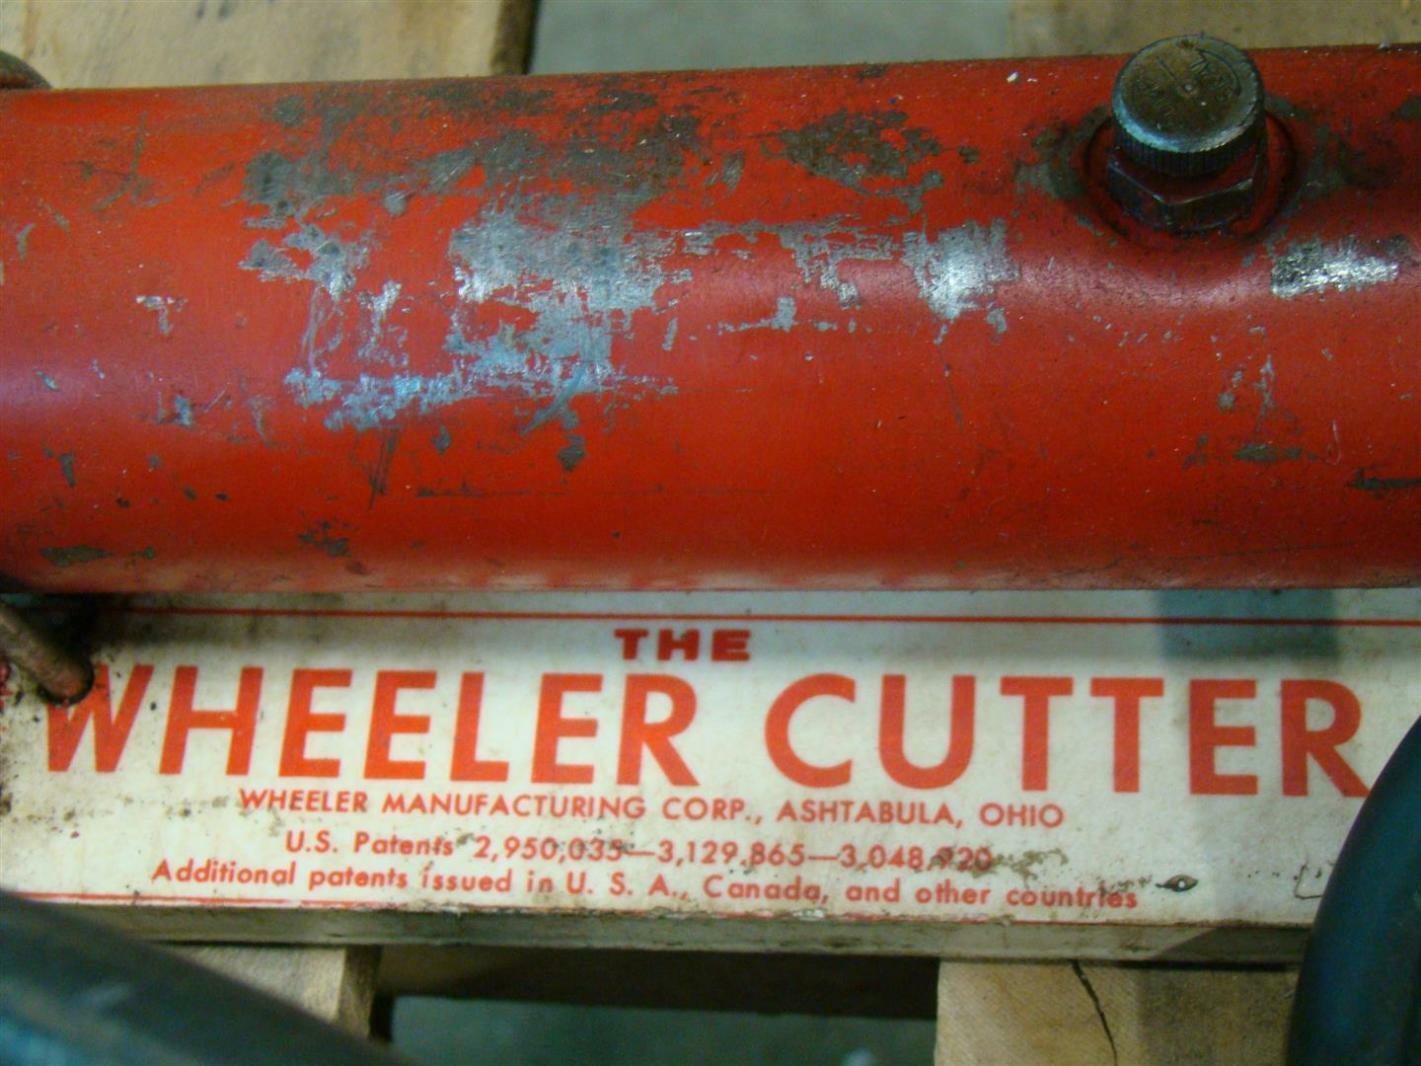 THE
WHEELER CUTTER
WHEELER MANUFACTURING CORP., ASHTABULA, OHIO
U.S. Patents 2,950,035—3,129,865—3,048,920
Additional patents issued in U. S. A., Canada, and other countries